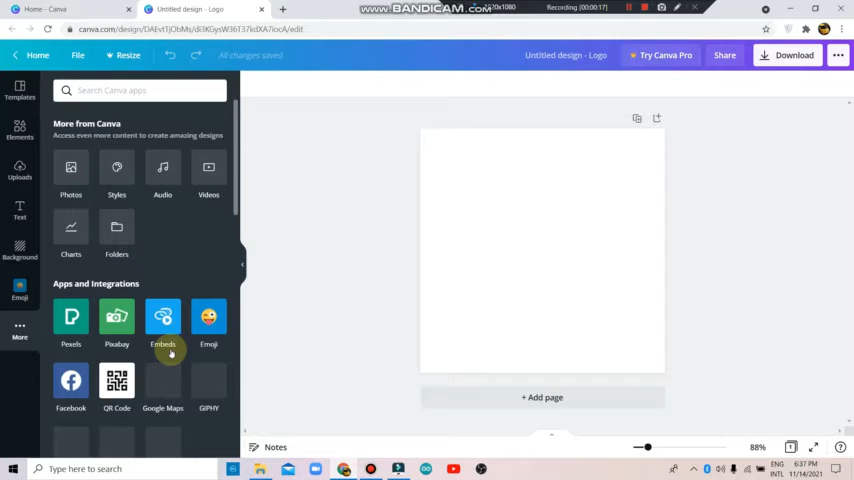 Home - Canva
Untitled design - Logo
WWW.BANDICAM.COM
1920x1080
Recording [00:00:17]
canva.com/design/DAEvtTjObMs/di3KGysW36T37kdXA7iocA/edit
Home
File
Resize
All changes saved
Untitled design - Logo
Try Canva Pro
Share
Download
Templates
Elements
Uploads
Text
Background
Emoji
More
Search Canva apps
More from Canva
Access even more content to create amazing designs
Photos
Styles
Audio
Videos
Charts
Folders
Apps and Integrations
Pexels
Pixabay
Embeds
Emoji
Facebook
QR Code
Google Maps
GIPHY
+ Add page
Notes
88%
1
Type here to search
ENG
INTL
6:37 PM
11/14/2021